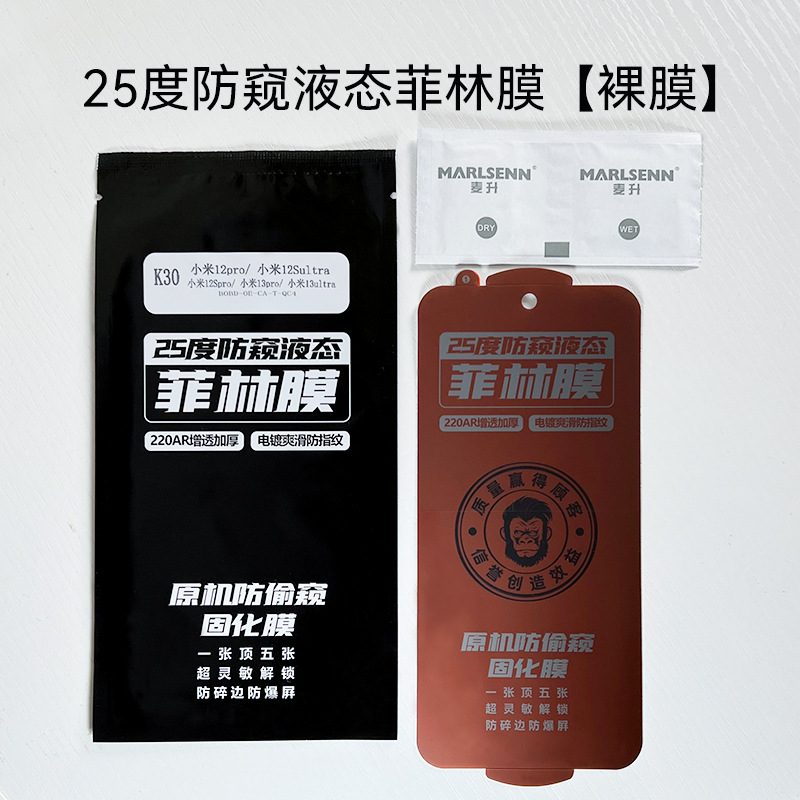 25度防窥液态菲林膜【裸膜】
MARLSENN®
麦升
DRY
MARLSENN®
麦升
WET
K30
小米12pro/ 小米12Sultra
小米12Spro/ 小米13pro/ 小米13ultra
BOBD-OE-CA-T-QC4
25度防窥液态
菲林膜
220AR增透加厚
电镀爽滑防指纹
原机防偷窥
固化膜
一张顶五张
超灵敏解锁
防碎边防爆屏
25度防窥液态
菲林膜
220AR增透加厚
电镀爽滑防指纹
质量赢得顾客
信誉创造效益
原机防偷窥
固化膜
一张顶五张
超灵敏解锁
防碎边防爆屏